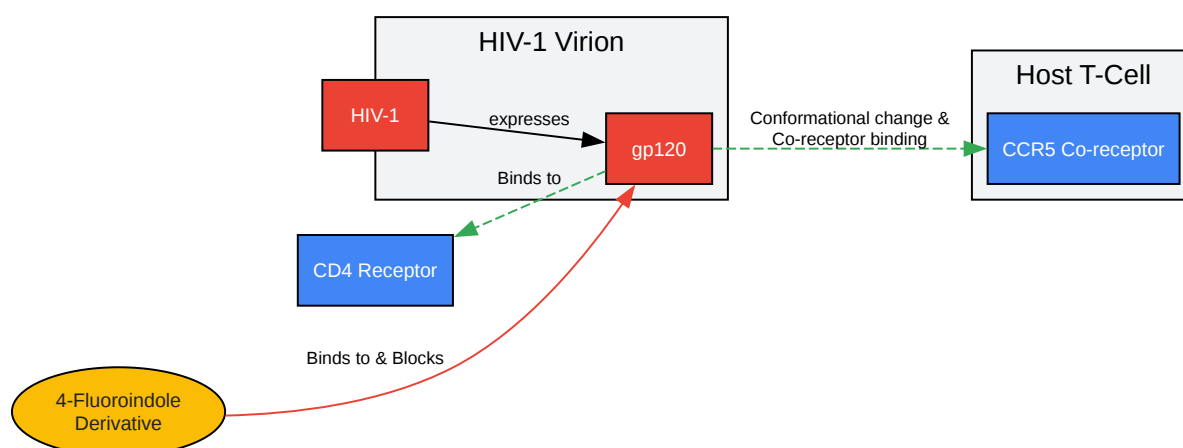 HIV-1 Virion
Host T-Cell
HIV-1
expresses
gp120
Conformational change &
Co-receptor binding
CCR5 Co-receptor
Binds to
CD4 Receptor
Binds to & Blocks
4-Fluoroindole
Derivative